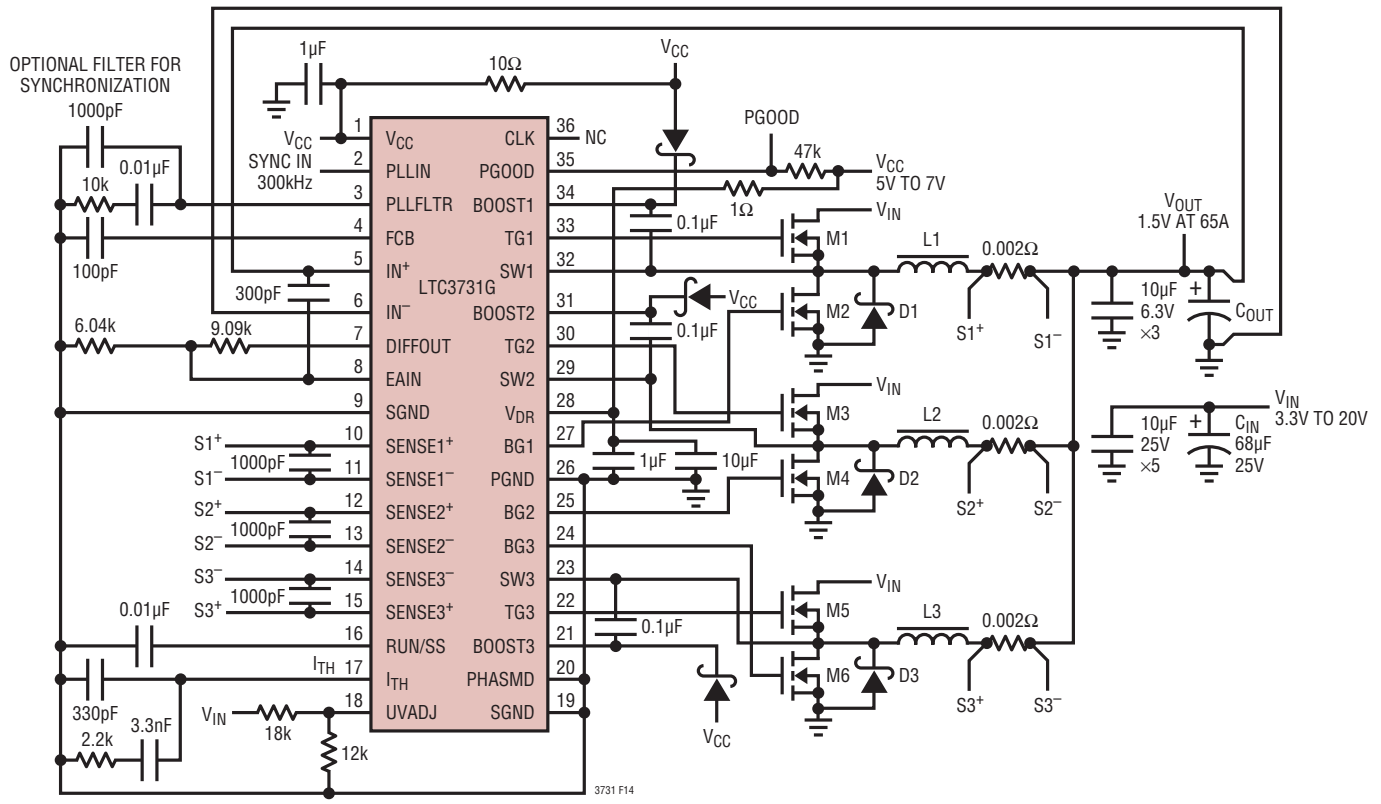 OPTIONAL FILTER FOR
SYNCHRONIZATION
1000pF
0.01µF
10k
100pF
1µF
10Ω
VCC
VCC
SYNC IN
300kHz
300pF
6.04k
9.09k
S1+
1000pF
S1−
S2+
1000pF
S2−
S3−
1000pF
S3+
0.01µF
ITH
330pF
3.3nF
2.2k
VIN
18k
12k
LTC3731G
1 VCC
2 PLLIN
3 PLLFLTR
4 FCB
5 IN+
6 IN−
7 DIFFOUT
8 EAIN
9 SGND
10 SENSE1+
11 SENSE1−
12 SENSE2+
13 SENSE2−
14 SENSE3−
15 SENSE3+
16 RUN/SS
17 ITH
18 UVADJ
CLK 36 NC
PGOOD 35
BOOST1 34
TG1 33
SW1 32
BOOST2 31
TG2 30
SW2 29
VDR 28
BG1 27
PGND 26
BG2 25
BG3 24
SW3 23
TG3 22
BOOST3 21
PHASMD 20
SGND 19
PGOOD
47k
VCC
5V TO 7V
1Ω
0.1µF
VCC
0.1µF
1µF
10µF
0.1µF
VCC
VIN
M1
M2
D1
L1
0.002Ω
S1+
S1−
VIN
M3
M4
D2
L2
0.002Ω
S2+
S2−
VIN
M5
M6
D3
L3
0.002Ω
S3+
S3−
VOUT
1.5V AT 65A
10µF
6.3V
×3
+
COUT
VIN
3.3V TO 20V
10µF
25V
×5
+
CIN
68µF
25V
3731 F14